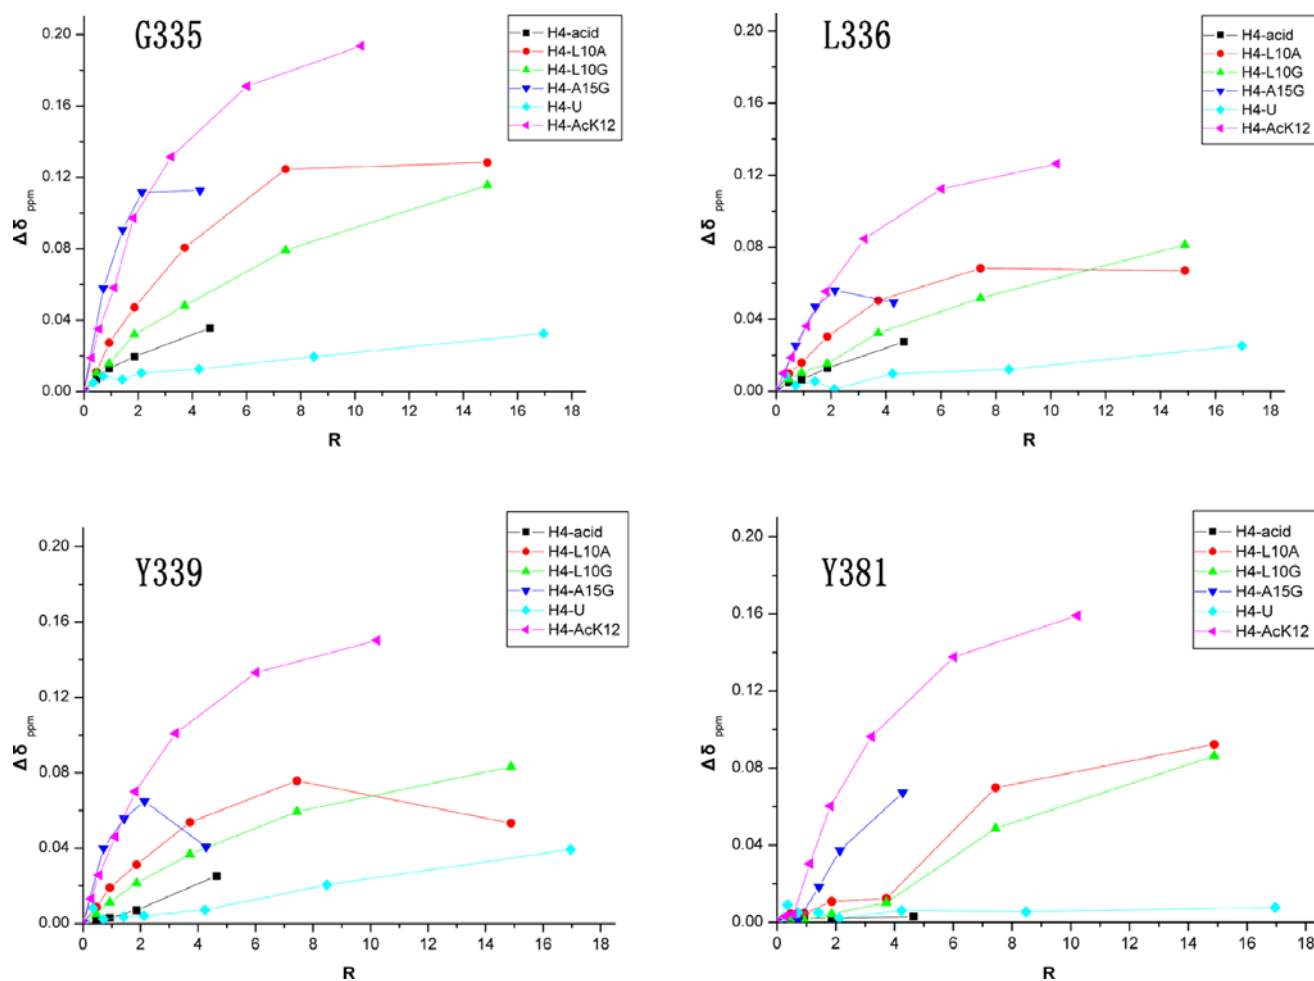 G335
H4-acid
H4-L10A
H4-L10G
H4-A15G
H4-U
H4-AcK12
0.20
0.16
0.12
0.08
0.04
0.00
Δδ ppm
0 2 4 6 8 10 12 14 16 18
R
L336
H4-acid
H4-L10A
H4-L10G
H4-A15G
H4-U
H4-AcK12
0.20
0.16
0.12
0.08
0.04
0.00
Δδ ppm
0 2 4 6 8 10 12 14 16 18
R
Y339
H4-acid
H4-L10A
H4-L10G
H4-A15G
H4-U
H4-AcK12
0.20
0.16
0.12
0.08
0.04
0.00
Δδ ppm
0 2 4 6 8 10 12 14 16 18
R
Y381
H4-acid
H4-L10A
H4-L10G
H4-A15G
H4-U
H4-AcK12
0.20
0.16
0.12
0.08
0.04
0.00
Δδ ppm
0 2 4 6 8 10 12 14 16 18
R